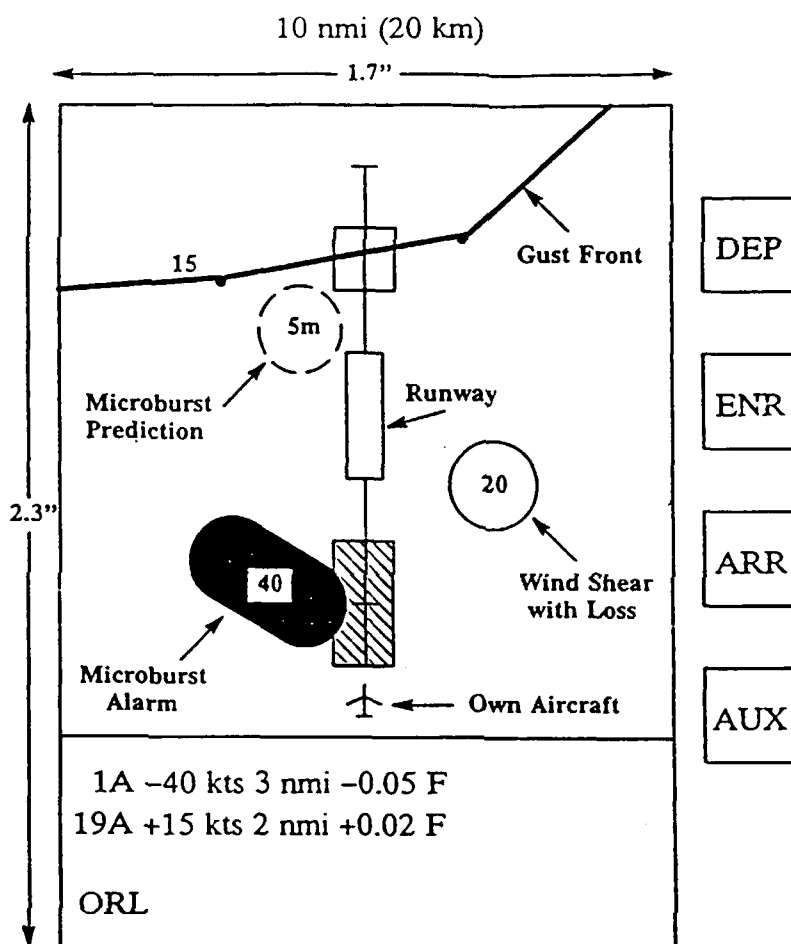 10 nmi (20 km)
1.7”
DEP
Gust Front
15
5m
Microburst
Prediction
Runway
ENR
20
2.3”
ARR
40
Wind Shear
with Loss
Microburst
Alarm
Own Aircraft
AUX
1A –40 kts 3 nmi –0.05 F
19A +15 kts 2 nmi +0.02 F
ORL